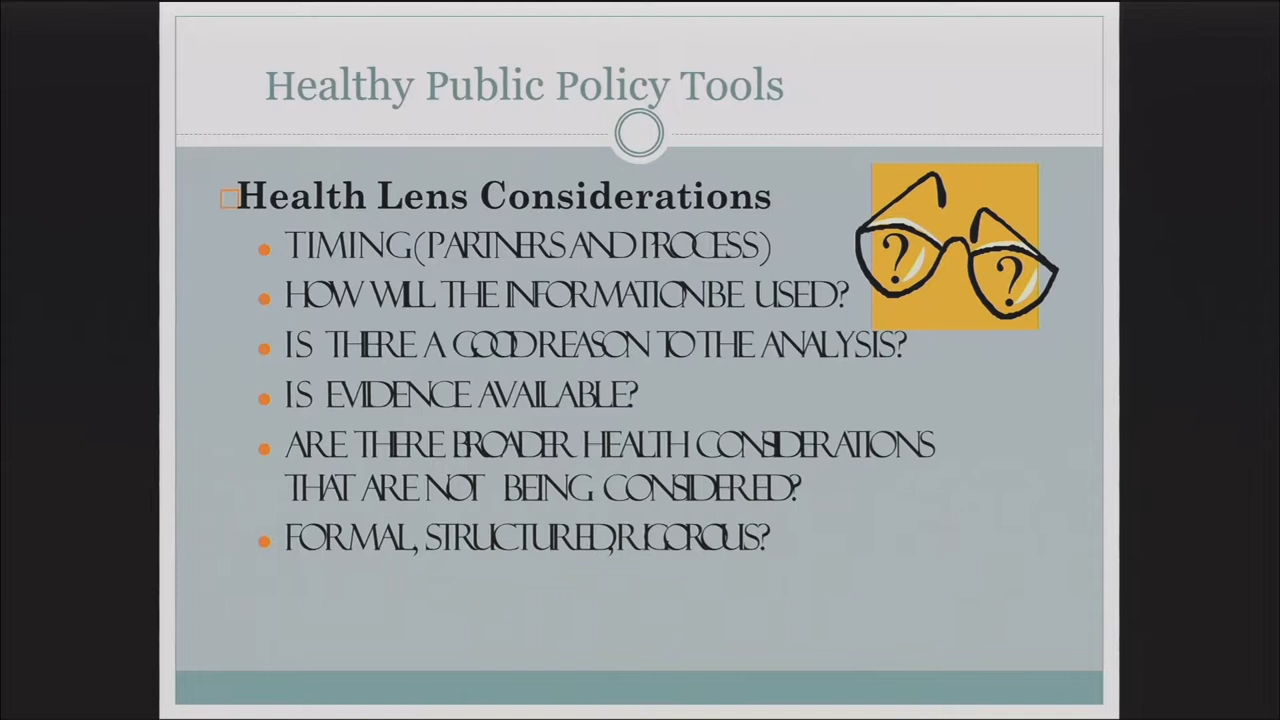 Healthy Public Policy Tools
Health Lens Considerations
TIMING (PARTNERS AND PROCESS)
HOW WILL THE INFORMATION BE USED?
IS THERE A GOOD REASON TO THE ANALYSIS?
IS EVIDENCE AVAILABLE?
ARE THERE BROADER HEALTH CONSIDERATIONS
THAT ARE NOT BEING CONSIDERED?
FORMAL, STRUCTURED, RIGOROUS?
? ?